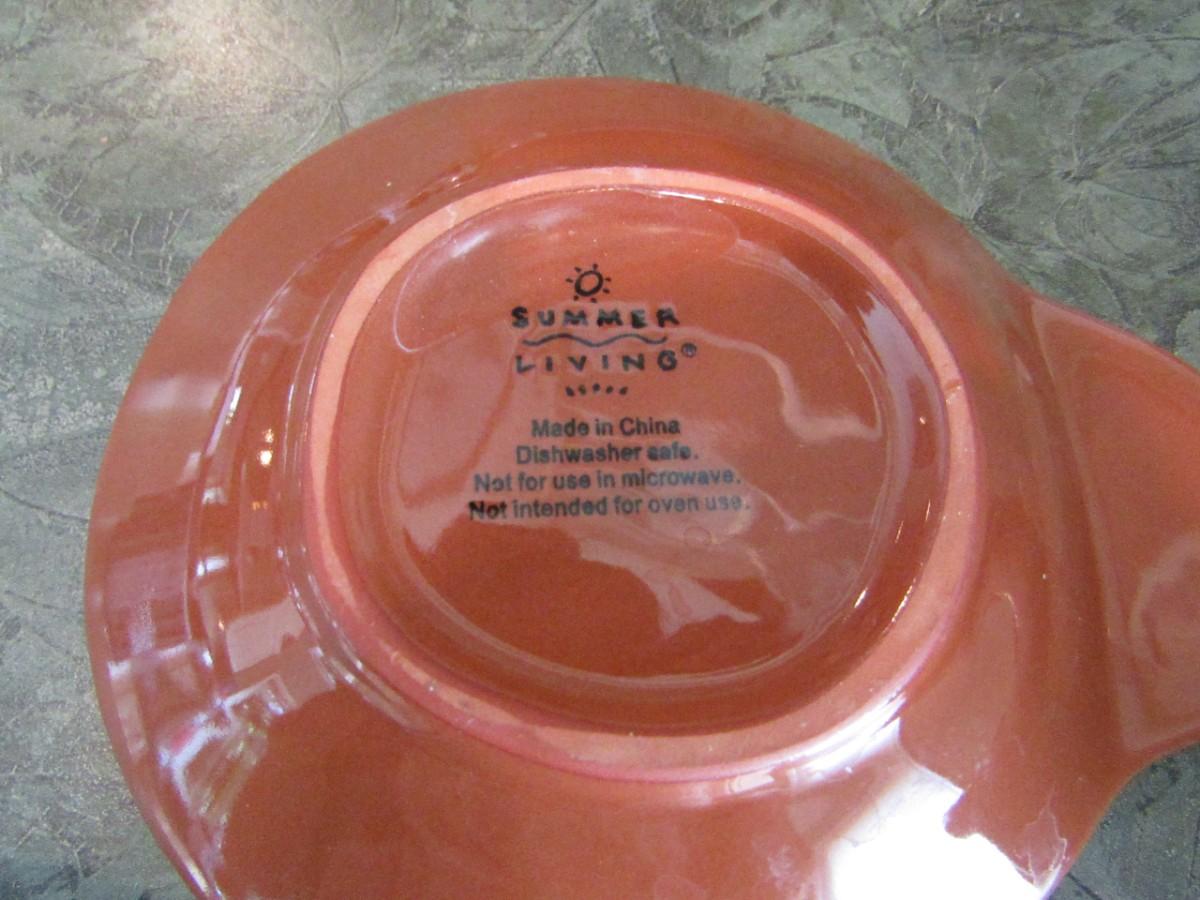 SUMMER
LIVING®
Made in China
Dishwasher safe.
Not for use in microwave.
Not intended for oven use.